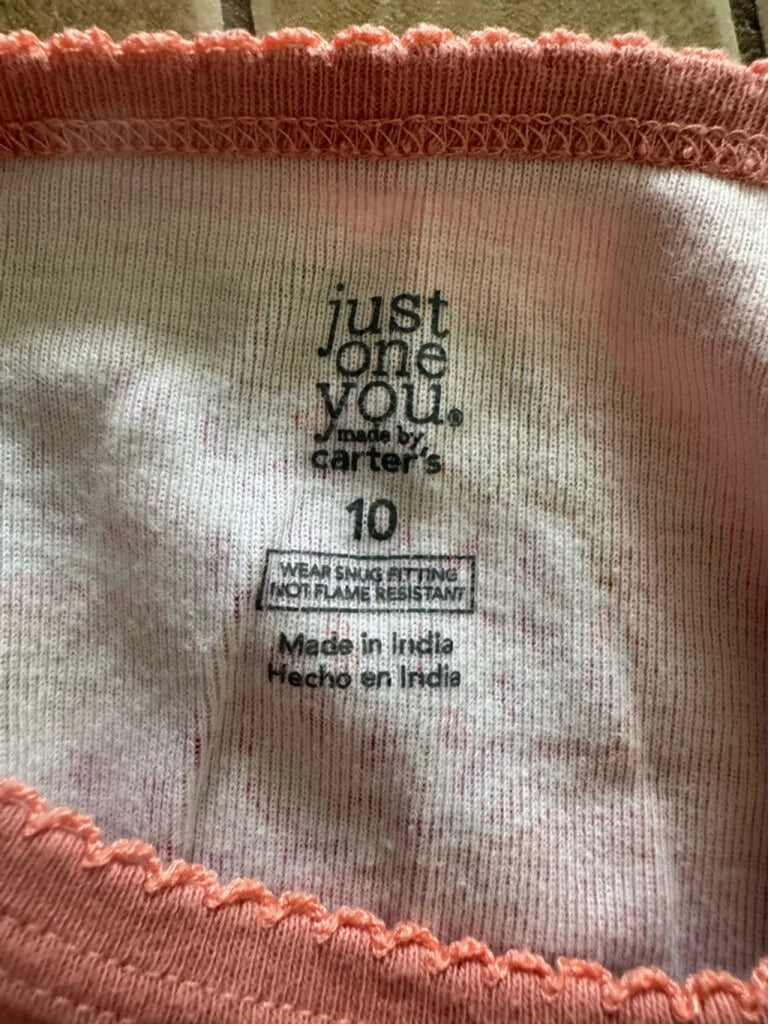 just
one
you®
made by
carter's
10
WEAR SNUG FITTING
NOT FLAME RESISTANT
Made in India
Hecho en India